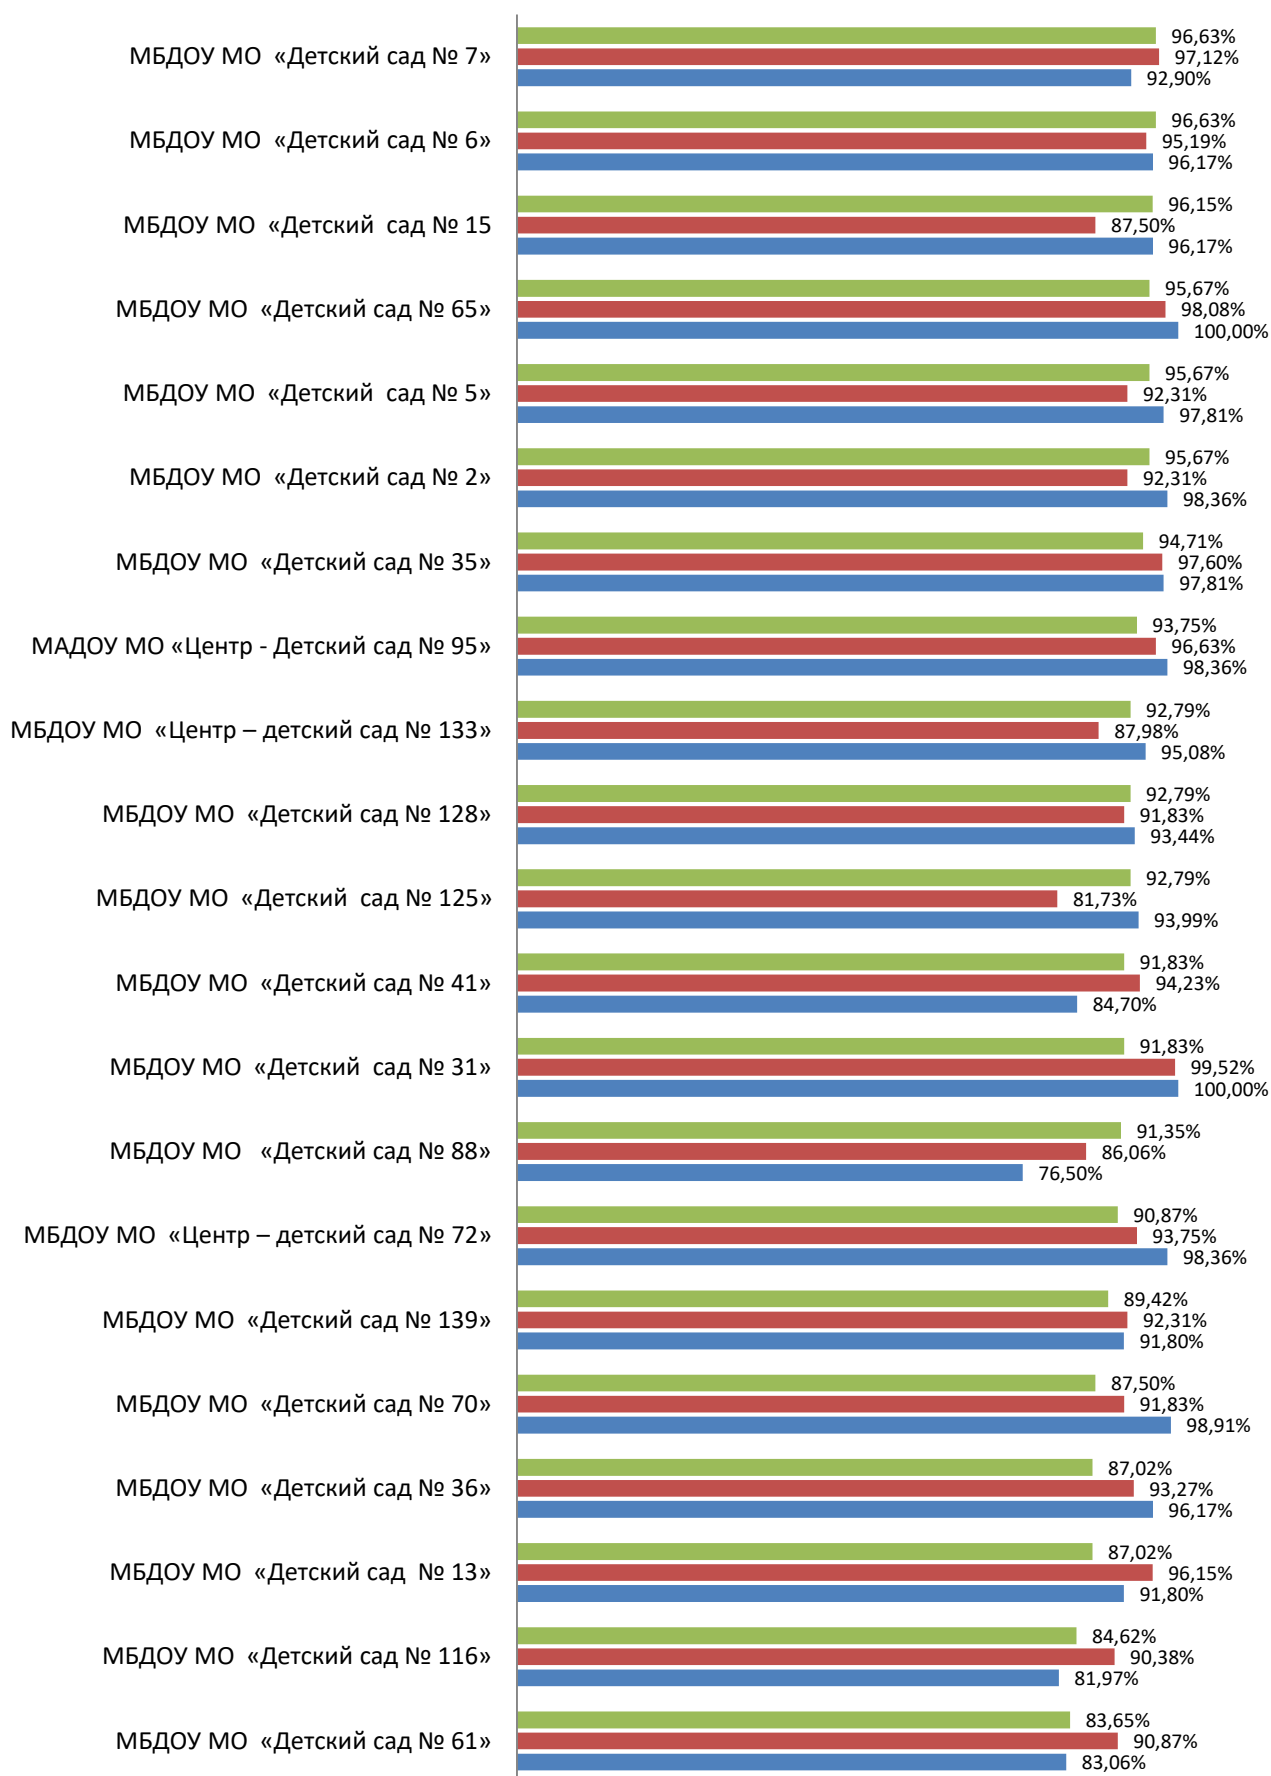 96,63%
МБДОУ МО «Детский сад № 7» 97,12%
92,90%
96,63%
МБДОУ МО «Детский сад № 6» 95,19%
96,17%
96,15%
МБДОУ МО «Детский сад № 15 87,50%
96,17%
95,67%
МБДОУ МО «Детский сад № 65» 98,08%
100,00%
95,67%
МБДОУ МО «Детский сад № 5» 92,31%
97,81%
95,67%
МБДОУ МО «Детский сад № 2» 92,31%
98,36%
94,71%
МБДОУ МО «Детский сад № 35» 97,60%
97,81%
93,75%
МАДОУ МО «Центр - Детский сад № 95» 96,63%
98,36%
92,79%
МБДОУ МО «Центр – детский сад № 133» 87,98%
95,08%
92,79%
МБДОУ МО «Детский сад № 128» 91,83%
93,44%
92,79%
МБДОУ МО «Детский сад № 125» 81,73%
93,99%
91,83%
МБДОУ МО «Детский сад № 41» 94,23%
84,70%
91,83%
МБДОУ МО «Детский сад № 31» 99,52%
100,00%
91,35%
МБДОУ МО «Детский сад № 88» 86,06%
76,50%
90,87%
МБДОУ МО «Центр – детский сад № 72» 93,75%
98,36%
89,42%
МБДОУ МО «Детский сад № 139» 92,31%
91,80%
87,50%
МБДОУ МО «Детский сад № 70» 91,83%
98,91%
87,02%
МБДОУ МО «Детский сад № 36» 93,27%
96,17%
87,02%
МБДОУ МО «Детский сад № 13» 96,15%
91,80%
84,62%
МБДОУ МО «Детский сад № 116» 90,38%
81,97%
83,65%
МБДОУ МО «Детский сад № 61» 90,87%
83,06%